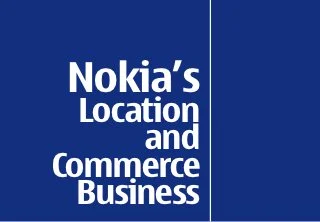 Nokia’s
Location
and
Commerce
Business